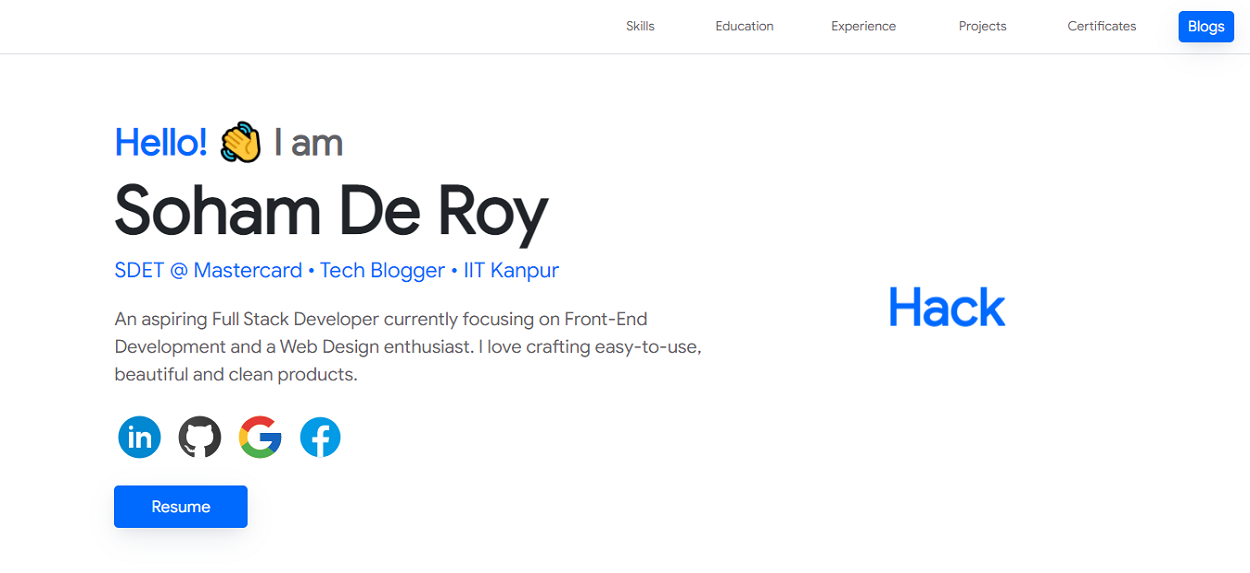 Skills Education Experience Projects Certificates Blogs
Hello! 👋 I am
Soham De Roy
SDET @ Mastercard • Tech Blogger • IIT Kanpur
An aspiring Full Stack Developer currently focusing on Front-End
Development and a Web Design enthusiast. I love crafting easy-to-use,
beautiful and clean products.
Hack
in
Resume